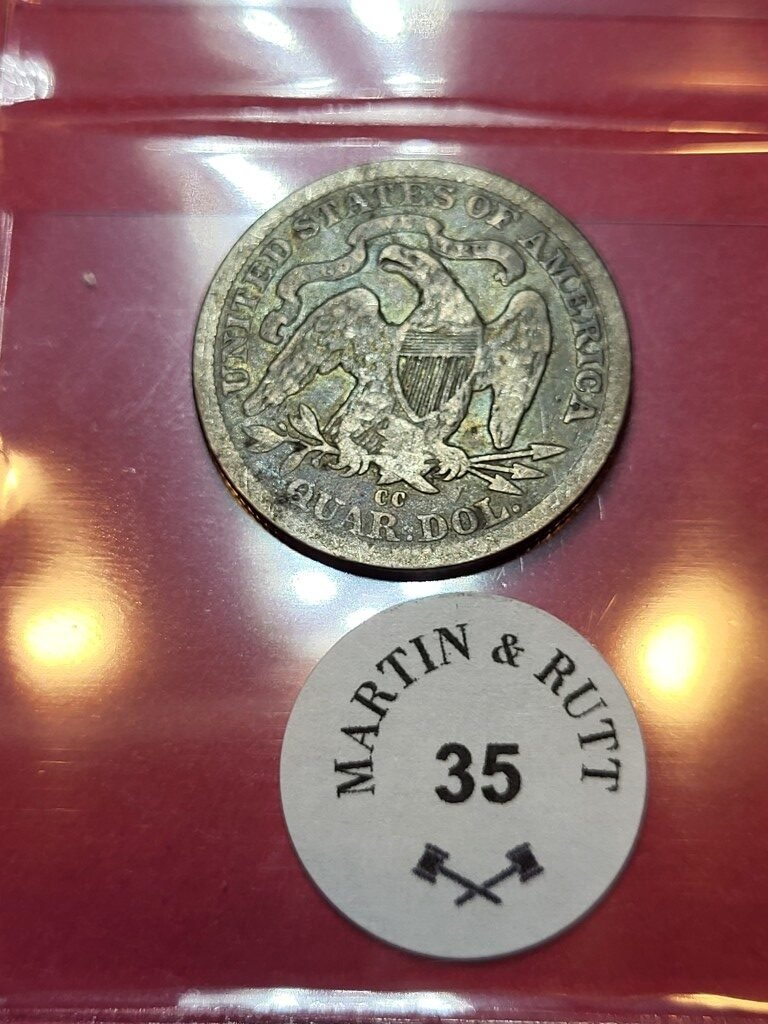 UNITED STATES OF AMERICA
CC
QUAR. DOL.
MARTIN & RUTT
35